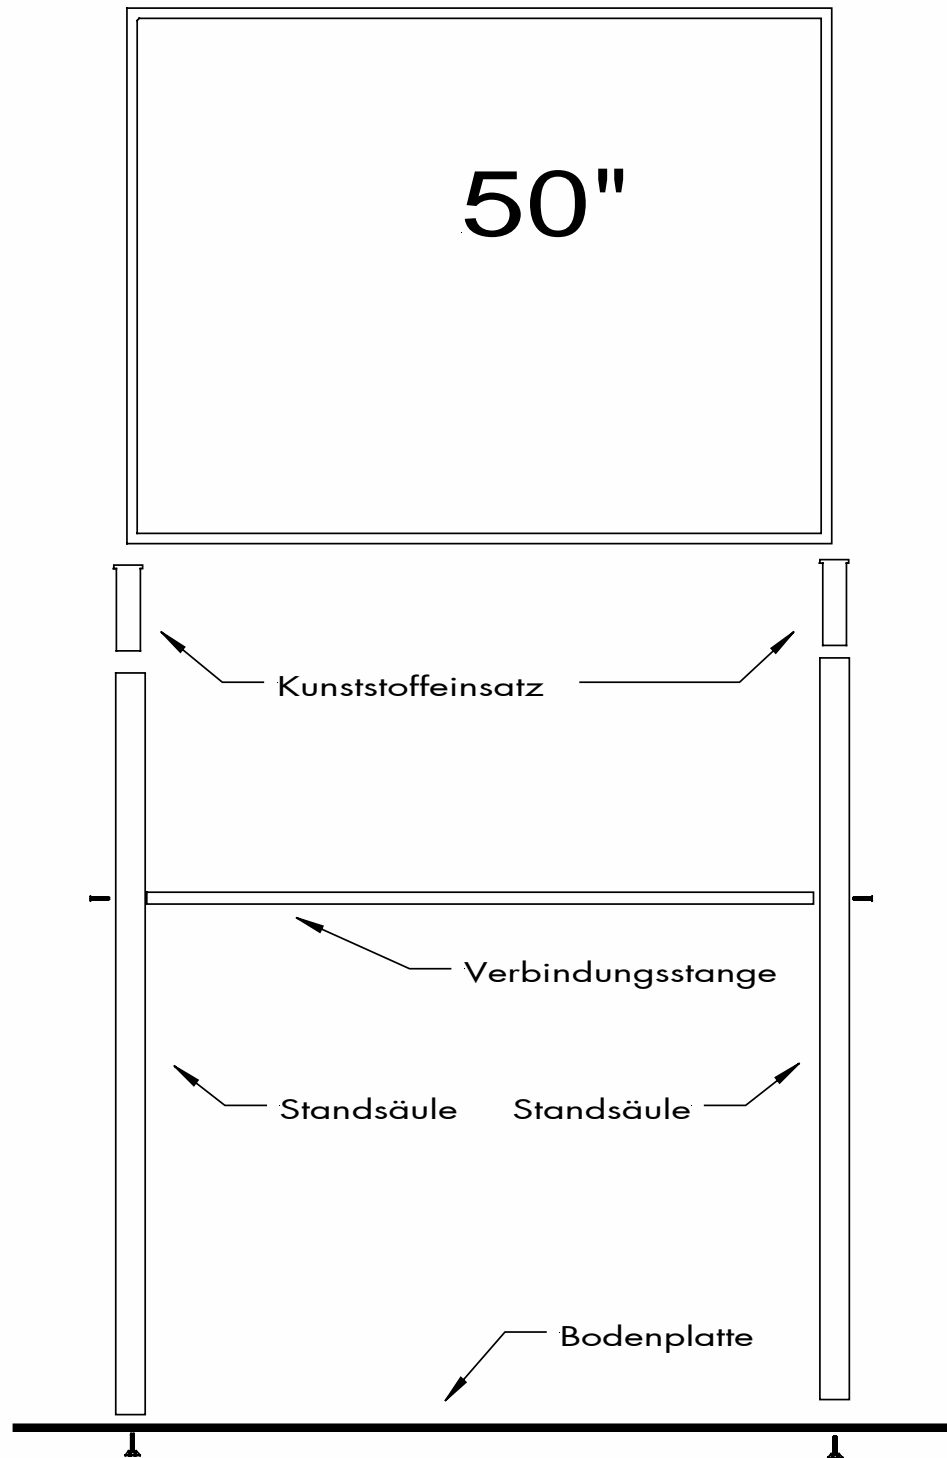 50"
Kunststoffeinsatz
Verbindungsstange
Standsäule Standsäule
Bodenplatte